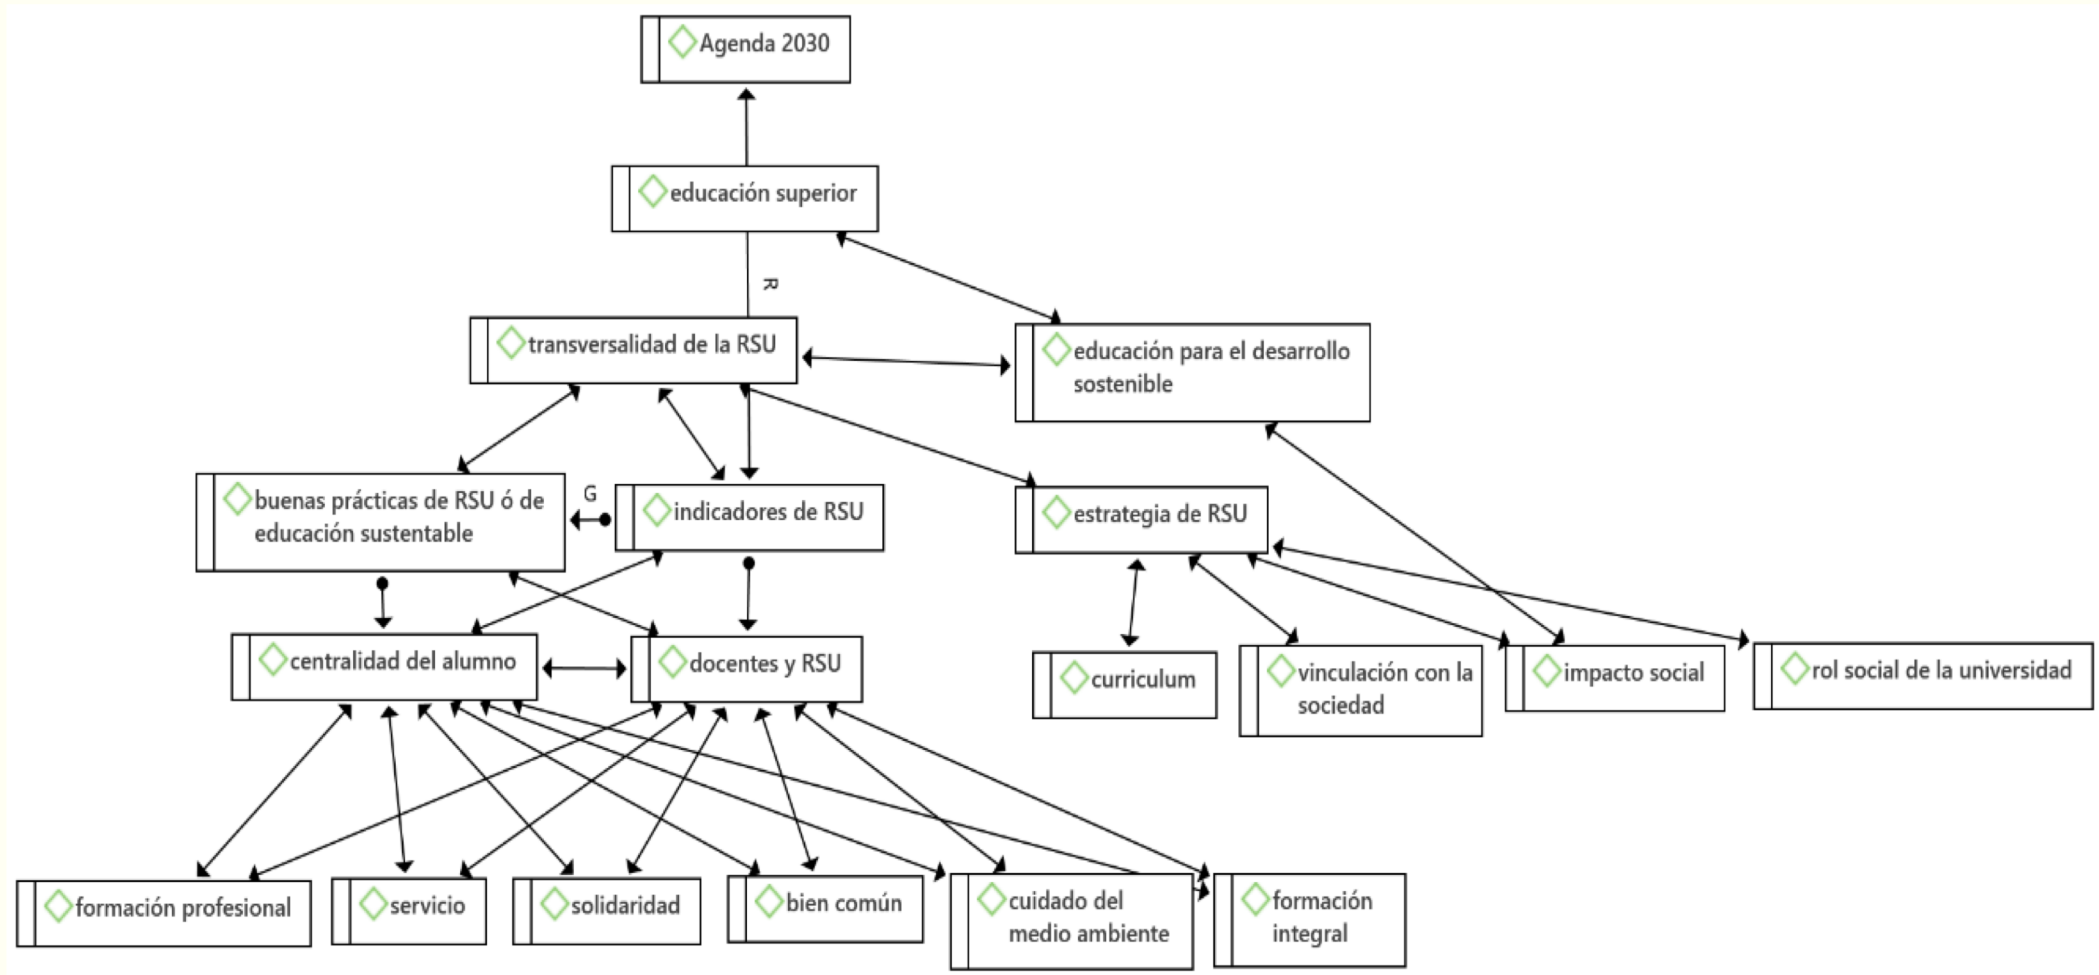 Agenda 2030
educación superior
R
transversalidad de la RSU
educación para el desarrollo
sostenible
buenas prácticas de RSU ó de
educación sustentable
G
indicadores de RSU
estrategia de RSU
centralidad del alumno
docentes y RSU
curriculum
vinculación con la
sociedad
impacto social
rol social de la universidad
formación profesional
servicio
solidaridad
bien común
cuidado del
medio ambiente
formación
integral